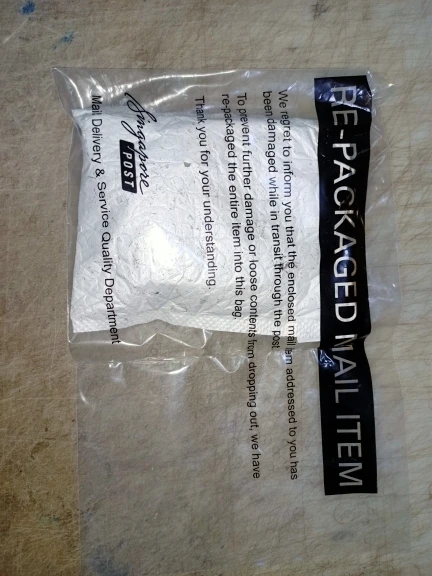 RE-PACKAGED MAIL ITEM
We regret to inform you that the enclosed mail item addressed to you has
been damaged while in transit through the post.
To prevent further damage or loose contents from dropping out, we have
re-packaged the entire item into this bag.
Thank you for your understanding.
Singapore
POST
Mail Delivery & Service Quality Department